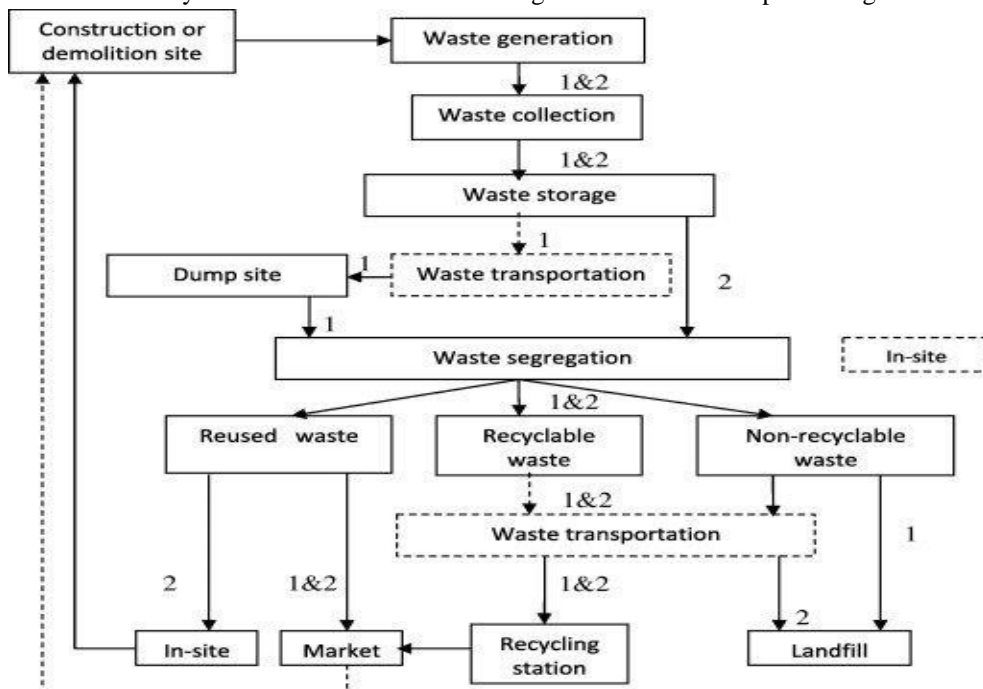 Construction or
demolition site
Waste generation
1&2
Waste collection
1&2
Waste storage
1
Waste transportation
1
Dump site
2
1
Waste segregation
In-site
1&2
Reused waste
Recyclable
waste
Non-recyclable
waste
1&2
Waste transportation
1
2
1&2
1&2
2
In-site
Market
Recycling
station
Landfill